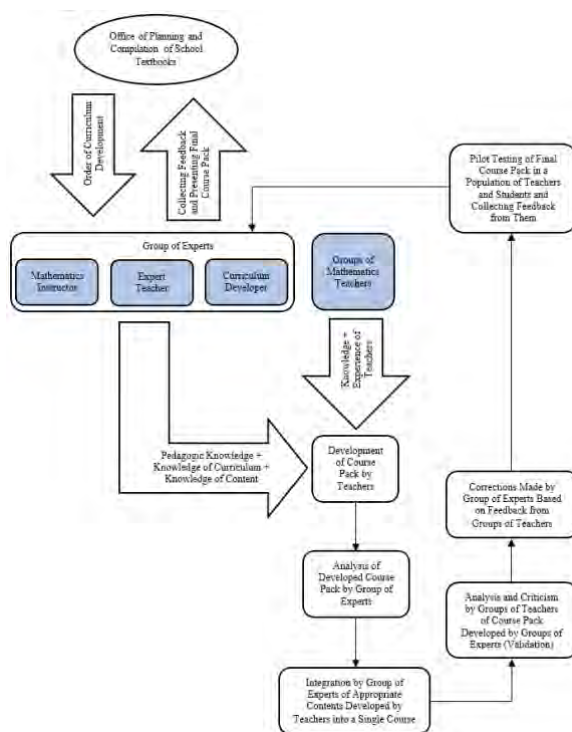 Office of Planning and
Compilation of School
Textbooks
Order of Curriculum
Development
Collecting Feedback
and Presenting Final
Course Pack
Pilot Testing of Final
Course Pack in a
Population of Teachers
and Students and
Collecting Feedback
from Them
Group of Experts
Mathematics
Instructor
Expert
Teacher
Curriculum
Developer
Groups of
Mathematics
Teachers
Knowledge +
Experience of
Teachers
Pedagogic Knowledge +
Knowledge of Curriculum +
Knowledge of Content
Development
of Course
Pack by
Teachers
Corrections Made by
Group of Experts Based
on Feedback from
Groups of Teachers
Analysis of
Developed Course
Pack by Group of
Experts
Analysis and Criticism
by Groups of Teachers
of Course Pack
Developed by Groups of
Experts (Validation)
Integration by Group of
Experts of Appropriate
Contents Developed by
Teachers into a Single Course